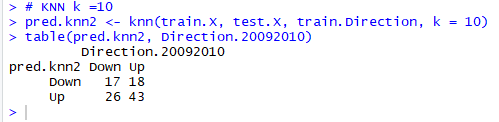 > # KNN k =10
> pred.knn2 <- knn(train.X, test.X, train.Direction, k = 10)
> table(pred.knn2, Direction.20092010)
         Direction.20092010
pred.knn2 Down Up
     Down   17 18
     Up     26 43
>